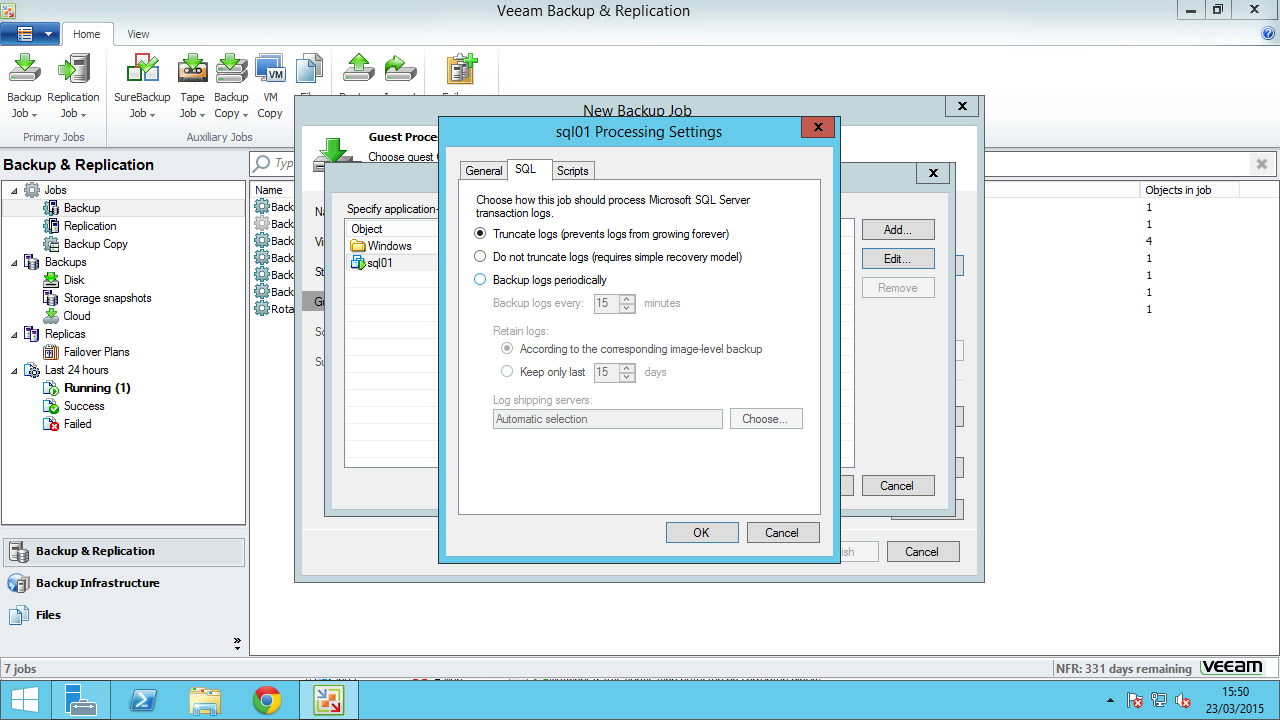 Veeam Backup & Replication
Home View
Backup Job
Replication Job
Primary Jobs
SureBackup Job
Tape Job
Backup Copy
VM Copy
Auxiliary Jobs
Backup & Replication
Jobs
Backup
Replication
Backup Copy
Backups
Disk
Storage snapshots
Cloud
Replicas
Failover Plans
Last 24 hours
Running (1)
Success
Failed
Backup & Replication
Backup Infrastructure
Files
Name
Objects in job
1
1
4
1
1
1
1
New Backup Job
Guest Proce
Choose guest
Specify application-
Object
Windows
sql01
Add...
Edit...
Remove
Cancel
Cancel
sql01 Processing Settings
General SQL Scripts
Choose how this job should process Microsoft SQL Server
transaction logs.
Truncate logs (prevents logs from growing forever)
Do not truncate logs (requires simple recovery model)
Backup logs periodically
Backup logs every: 15 minutes
Retain logs:
According to the corresponding image-level backup
Keep only last 15 days
Log shipping servers:
Automatic selection Choose...
OK Cancel
7 jobs
NFR: 331 days remaining veeam
15:50
23/03/2015